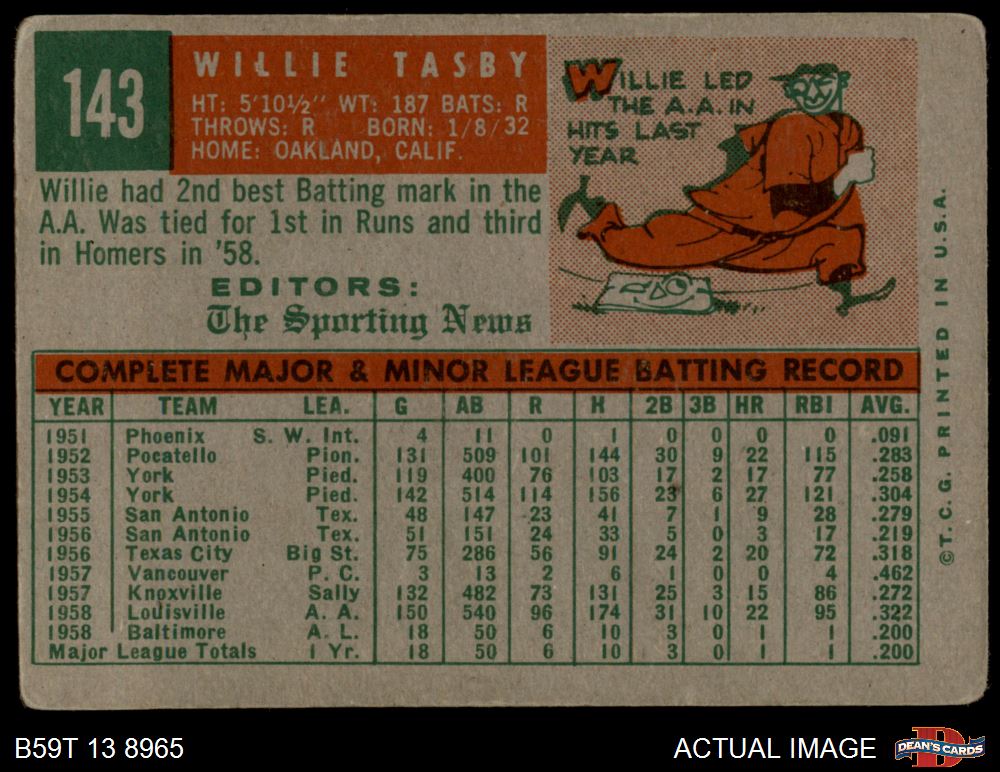 143
WILLIE TASBY
HT: 5'10½" WT: 187 BATS: R
THROWS: R BORN: 1/8/32
HOME: OAKLAND, CALIF.
WILLIE LED
THE A.A. IN
HITS LAST
YEAR
Willie had 2nd best Batting mark in the
A.A. Was tied for 1st in Runs and third
in Homers in '58.
EDITORS:
The Sporting News
COMPLETE MAJOR & MINOR LEAGUE BATTING RECORD
YEAR TEAM LEA. G AB R H 2B 3B HR RBI AVG.
1951 Phoenix S. W. Int. 4 11 0 1 0 0 0 0 .091
1952 Pocatello Pion. 131 509 101 144 30 9 22 115 .283
1953 York Pied. 119 400 76 103 17 2 17 77 .258
1954 York Pied. 142 514 114 156 23 6 27 121 .304
1955 San Antonio Tex. 48 147 23 41 7 1 9 28 .279
1956 San Antonio Tex. 51 151 24 33 5 0 3 17 .219
1956 Texas City Big St. 75 286 56 91 24 2 20 72 .318
1957 Vancouver P. C. 3 13 2 6 1 0 0 4 .462
1957 Knoxville Sally 132 482 73 131 25 3 15 86 .272
1958 Louisville A. A. 150 540 96 174 31 10 22 95 .322
1958 Baltimore A. L. 18 50 6 10 3 0 1 1 .200
Major League Totals 1 Yr. 18 50 6 10 3 0 1 1 .200
© T. C. G. PRINTED IN U.S.A.
B59T 13 8965
ACTUAL IMAGE
DEAN'S CARDS